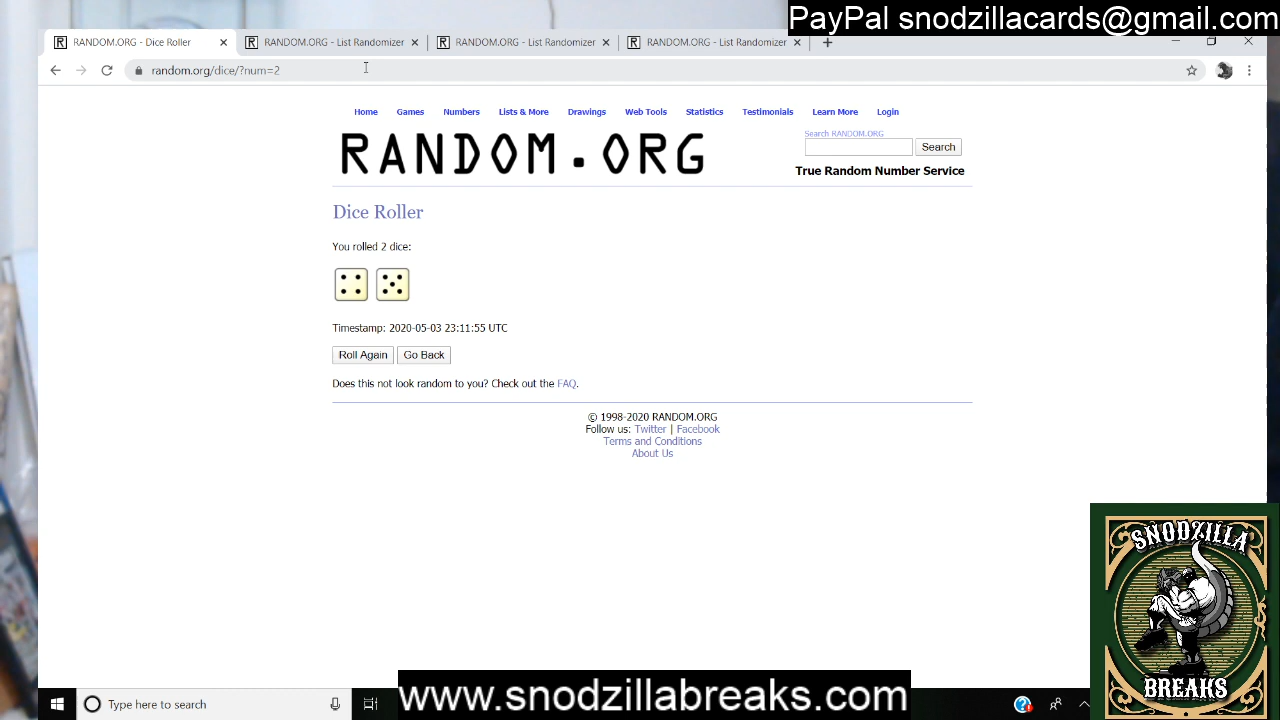 PayPal snodzillacards@gmail.com
RANDOM.ORG - Dice Roller
RANDOM.ORG - List Randomizer
RANDOM.ORG - List Randomizer
RANDOM.ORG - List Randomizer
random.org/dice/?num=2
Home Games Numbers Lists & More Drawings Web Tools Statistics Testimonials Learn More Login
RANDOM.ORG
Search RANDOM.ORG
Search
True Random Number Service
Dice Roller
You rolled 2 dice:
Timestamp: 2020-05-03 23:11:55 UTC
Roll Again Go Back
Does this not look random to you? Check out the FAQ.
© 1998-2020 RANDOM.ORG
Follow us: Twitter | Facebook
Terms and Conditions
About Us
SNODZILLA
BREAKS
Type here to search
www.snodzillabreaks.com